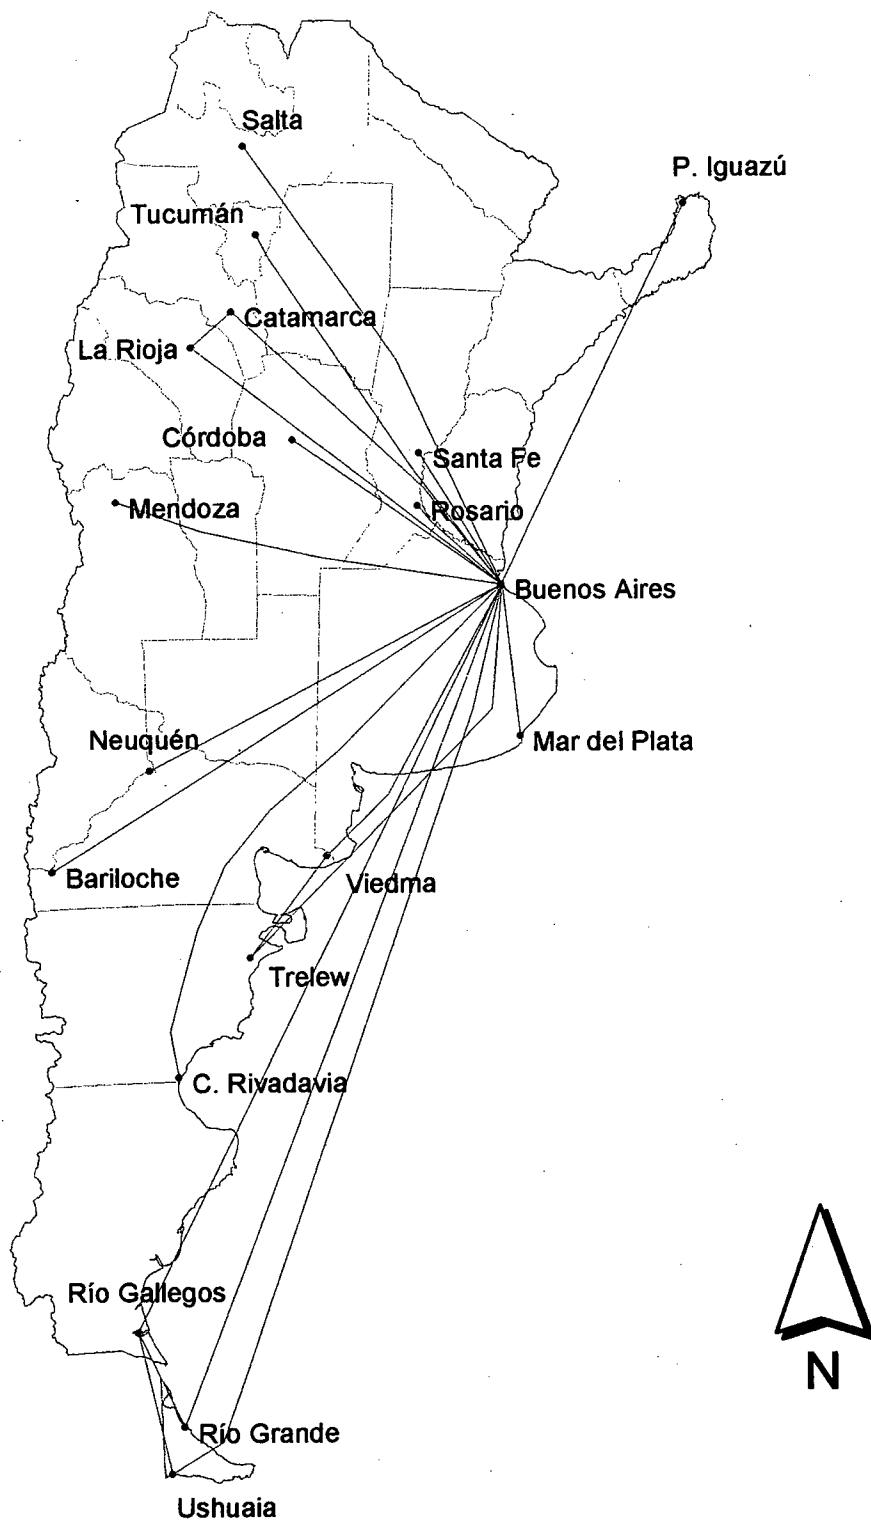 Salta
P. Iguazú
Tucumán
Catamarca
La Rioja
Córdoba
Santa Fe
Mendoza
Rosario
Buenos Aires
Neuquén
Mar del Plata
Bariloche
Viedma
Trelew
C. Rivadavia
Río Gallegos
N
Río Grande
Ushuaia